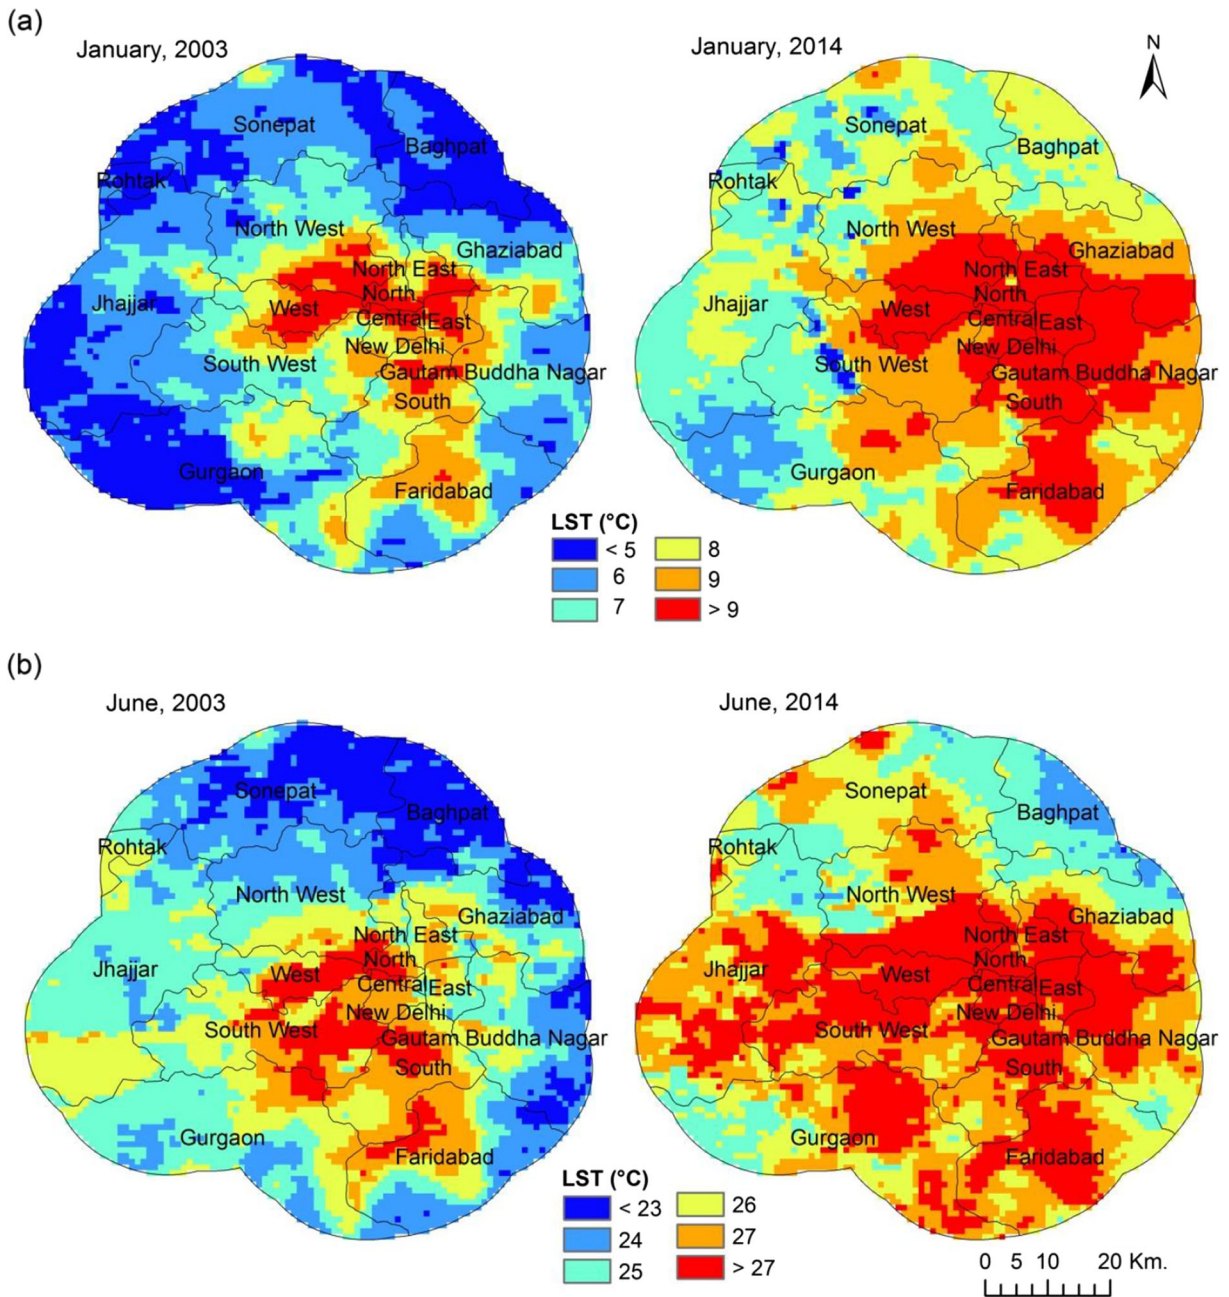 (a)
January, 2003
January, 2014
N
Sonepat
Baghpat
Rohtak
North West
Ghaziabad
North East
Jhajjar
West
North
Central
East
New Delhi
South West
Gautam Buddha Nagar
South
Gurgaon
Faridabad
Sonepat
Baghpat
Rohtak
North West
Ghaziabad
North East
Jhajjar
West
North
Central
East
New Delhi
South West
Gautam Buddha Nagar
South
Gurgaon
Faridabad
LST (°C)
< 5
6
7
8
9
> 9
(b)
June, 2003
June, 2014
Sonepat
Baghpat
Rohtak
North West
Ghaziabad
North East
Jhajjar
West
North
Central
East
New Delhi
South West
Gautam Buddha Nagar
South
Gurgaon
Faridabad
Sonepat
Baghpat
Rohtak
North West
Ghaziabad
North East
Jhajjar
West
North
Central
East
New Delhi
South West
Gautam Buddha Nagar
South
Gurgaon
Faridabad
LST (°C)
< 23
24
25
26
27
> 27
0 5 10 20 Km.